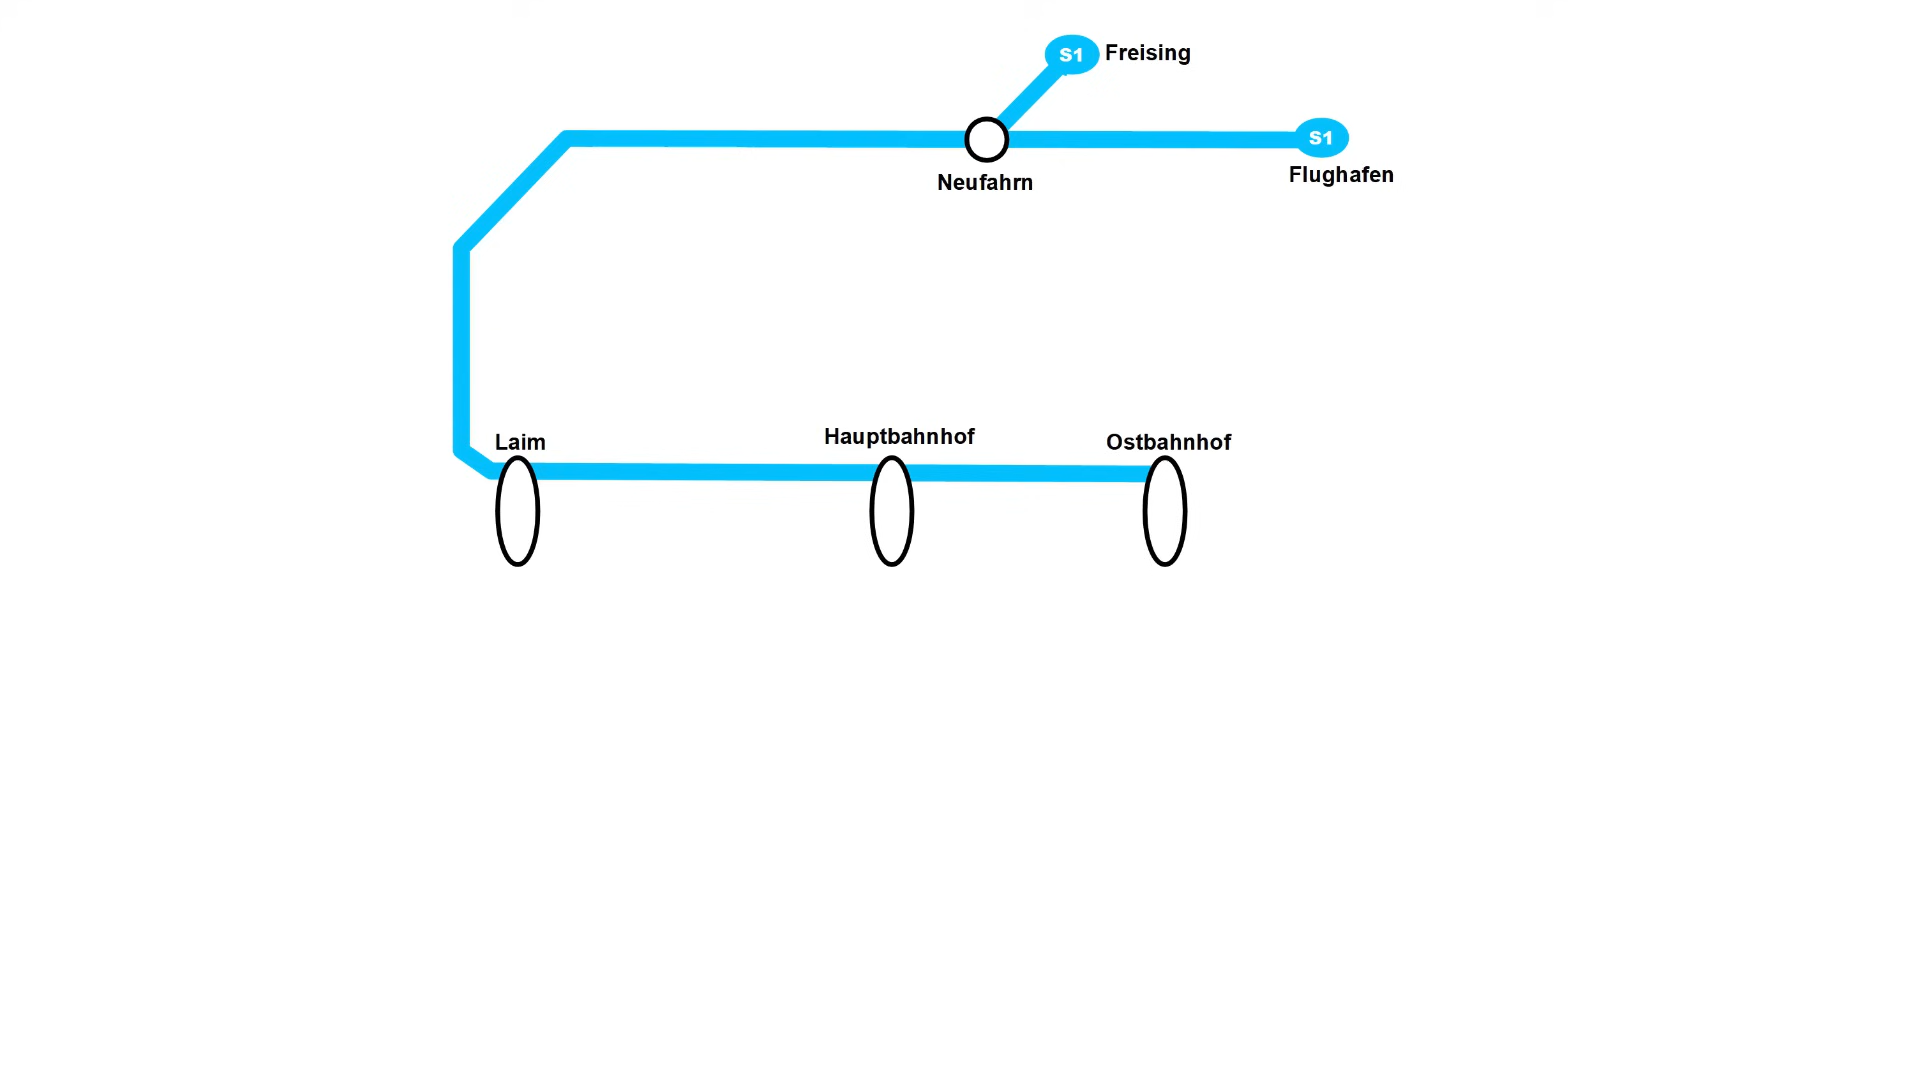 S1 Freising
S1
Flughafen
Neufahrn
Laim
Hauptbahnhof
Ostbahnhof